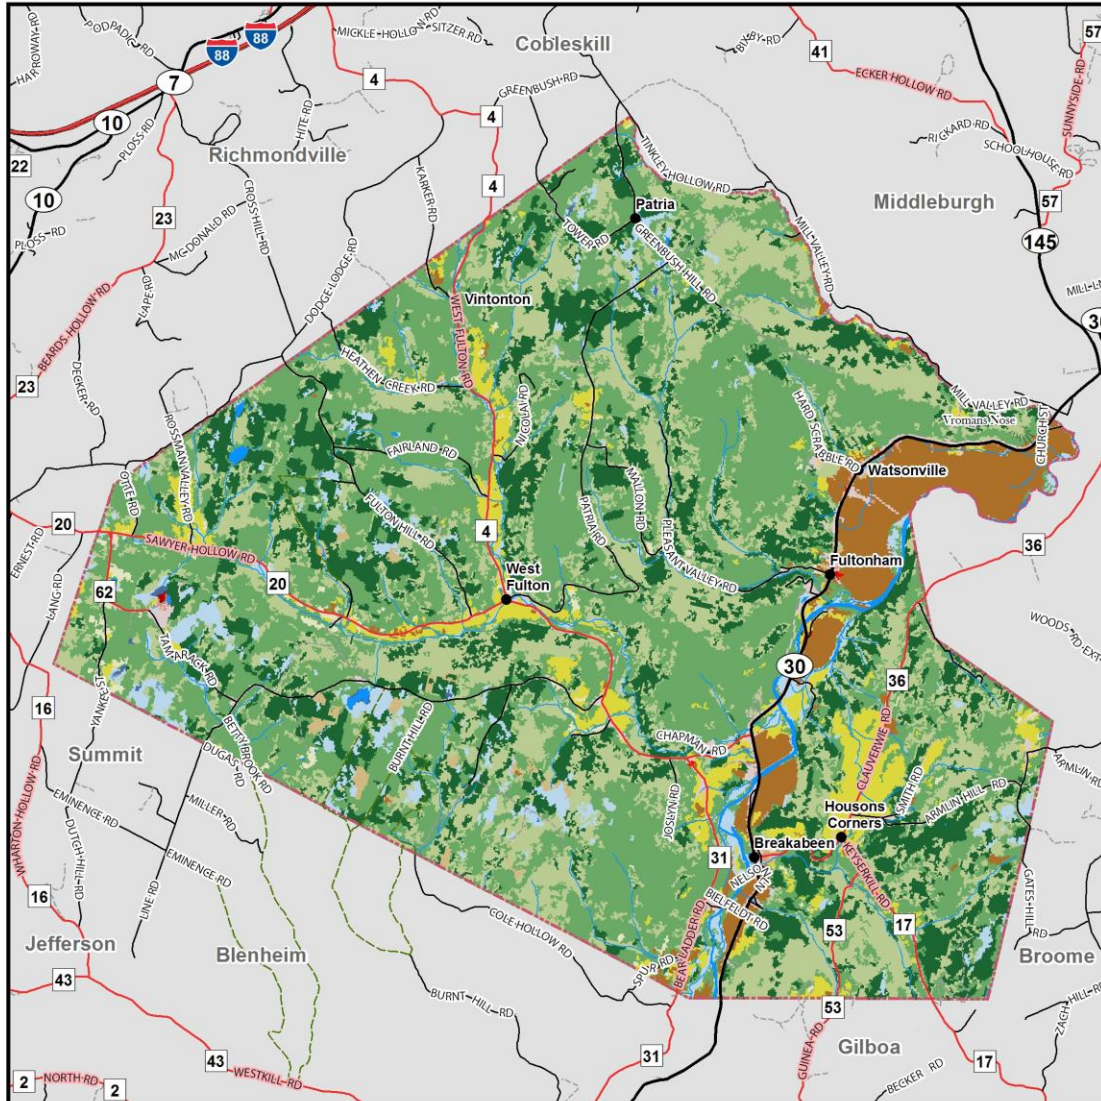 HARROWAY RD
PODPADIC RD
88
88
MICKLE HOLLOW
SITZER RD
Cobleskill
BIXBY RD
41
57
7
4
GREENBUSH RD
ECKER HOLLOW RD
SUNNYSIDE RD
10
PLOSS RD
HITE RD
4
TINKLEY HOLLOW RD
RICKARD RD
SCHOOLHOUSE RD
22
Richmondville
10
CROSS HILL RD
KARKER RD
4
Middleburgh
57
23
MC DONALD RD
Patria
TOWER RD
GREENBUSH HILL RD
MILL VALLEY RD
145
PLOSS RD
DODGE LODGE RD
LAPE RD
Vintonton
WEST FULTON RD
BEARDS HOLLOW RD
23
DECKER RD
HEATHEN CREEK RD
NICOLAI RD
HARD SCRABBLE RD
MILL VALLEY RD
Vromans Nose
CHURCH ST
ROSSMAN VALLEY RD
FAIRLAND RD
Watsonville
OTTE RD
FULTON HILL RD
PATRIA RD
MALLON RD
PLEASANT VALLEY RD
20
ERNEST RD
SAWYER HOLLOW RD
4
36
20
West
Fulton
Fultonham
LANG RD
62
TAMARACK RD
30
36
WOODS RD EXT
16
YANKEE ST
BETTY BROOK RD
BURNT HILL RD
CHAPMAN RD
CLAUVERWIE RD
Summit
DUGAS RD
WHARTON HOLLOW RD
EMINENCE RD
MILLER RD
JOSLYN RD
SMITH RD
ARMLIN HILL RD
ARMLIN RD
DUTCH HILL RD
Housons
Corners
EMINENCE RD
31
Breakabeen
NELSON LN
KEYSERKILL RD
16
LINE RD
BIELFELDT RD
GATES HILL RD
Jefferson
Blenheim
COLE HOLLOW RD
BEAR LADDER RD
53
17
Broome
43
SPUR RD
BURNT HILL RD
53
ZACH HILL RD
43
31
GUINEA RD
Gilboa
17
2
NORTH RD
2
WESTKILL RD
BECKER RD